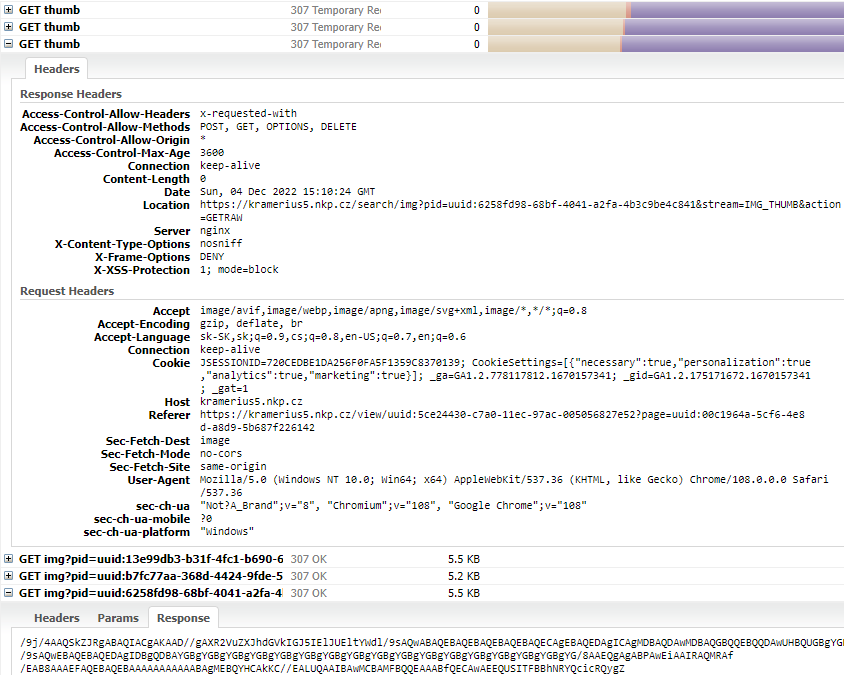 GET thumb 307 Temporary Red 0
GET thumb 307 Temporary Red 0
GET thumb 307 Temporary Red 0
Headers
Response Headers
Access-Control-Allow-Headers x-requested-with
Access-Control-Allow-Methods POST, GET, OPTIONS, DELETE
Access-Control-Allow-Origin *
Access-Control-Max-Age 3600
Connection keep-alive
Content-Length 0
Date Sun, 04 Dec 2022 15:10:24 GMT
Location https://kramerius5.nkp.cz/search/img?pid=uuid:6258fd98-68bf-4041-a2fa-4b3c9be4c841&stream=IMG_THUMB&action
=GETRAW
Server nginx
X-Content-Type-Options nosniff
X-Frame-Options DENY
X-XSS-Protection 1; mode=block
Request Headers
Accept image/avif,image/webp,image/apng,image/svg+xml,image/*,*/*;q=0.8
Accept-Encoding gzip, deflate, br
Accept-Language sk-SK,sk;q=0.9,cs;q=0.8,en-US;q=0.7,en;q=0.6
Connection keep-alive
Cookie JSESSIONID=720CEDBE1DA256F0FA5F1359C8370139; CookieSettings=[{"necessary":true,"personalization":true
,"analytics":true,"marketing":true}]; _ga=GA1.2.778117812.1670157341; _gid=GA1.2.175171672.1670157341
; _gat=1
Host kramerius5.nkp.cz
Referer https://kramerius5.nkp.cz/view/uuid:5ce24430-c7a0-11ec-97ac-005056827e52?page=uuid:00c1964a-5cf6-4e8
d-a8d9-5b687f226142
Sec-Fetch-Dest image
Sec-Fetch-Mode no-cors
Sec-Fetch-Site same-origin
User-Agent Mozilla/5.0 (Windows NT 10.0; Win64; x64) AppleWebKit/537.36 (KHTML, like Gecko) Chrome/108.0.0.0 Safari
/537.36
sec-ch-ua "Not?A_Brand";v="8", "Chromium";v="108", "Google Chrome";v="108"
sec-ch-ua-mobile ?0
sec-ch-ua-platform "Windows"
GET img?pid=uuid:13e99db3-b31f-4fc1-b690-6 307 OK 5.5 KB
GET img?pid=uuid:b7fc77aa-368d-4424-9fde-5 307 OK 5.2 KB
GET img?pid=uuid:6258fd98-68bf-4041-a2fa-4 307 OK 5.5 KB
Headers Params Response
/9j/4AAQSkZJRgABAQIACgAKAAD//gAXR2VuZXJhdGVkIGJ5IElJUEltYWdl/9sAQwABAQEBAQEBAQEBAQEBAQECAgEBAQEDAgICAgMDBAQDAwMDBAQGBQQEBQQDAwUHBQUGBgYG
/9sAQwEBAQEBAQEDAgIDBgQDBAYGBgYGBgYGBgYGBgYGBgYGBgYGBgYGBgYGBgYGBgYGBgYGBgYGBgYGBgYGBgYGBgYG/8AAEQgAgABPAwEiAAIRAQMRAf
/EAB8AAAEFAQEBAQEBAAAAAAAAAAABAgMEBQYHCAkKC//EALUQAAIBAwMCBAMFBQQEAAABfQECAwAEEQUSITFBBhNRYQcicRQygZ